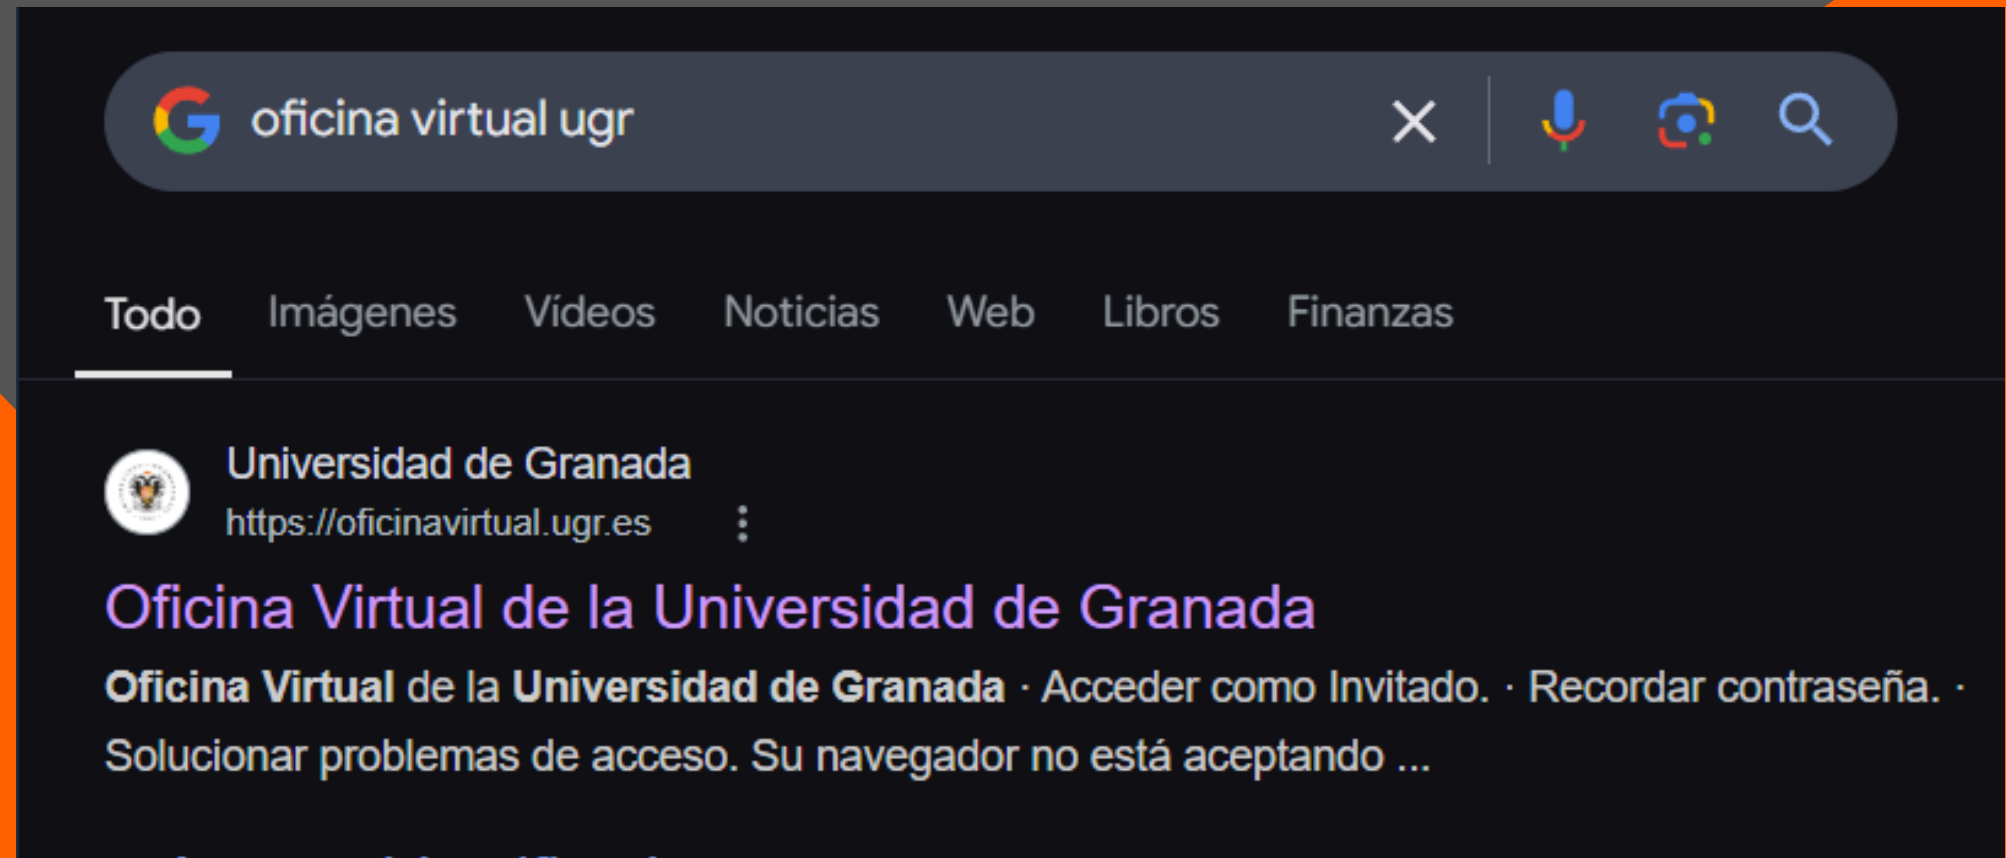 oficina virtual ugr
Todo Imágenes Vídeos Noticias Web Libros Finanzas
Universidad de Granada
https://oficinavirtual.ugr.es
Oficina Virtual de la Universidad de Granada
Oficina Virtual de la Universidad de Granada · Acceder como Invitado. · Recordar contraseña. ·
Solucionar problemas de acceso. Su navegador no está aceptando ...